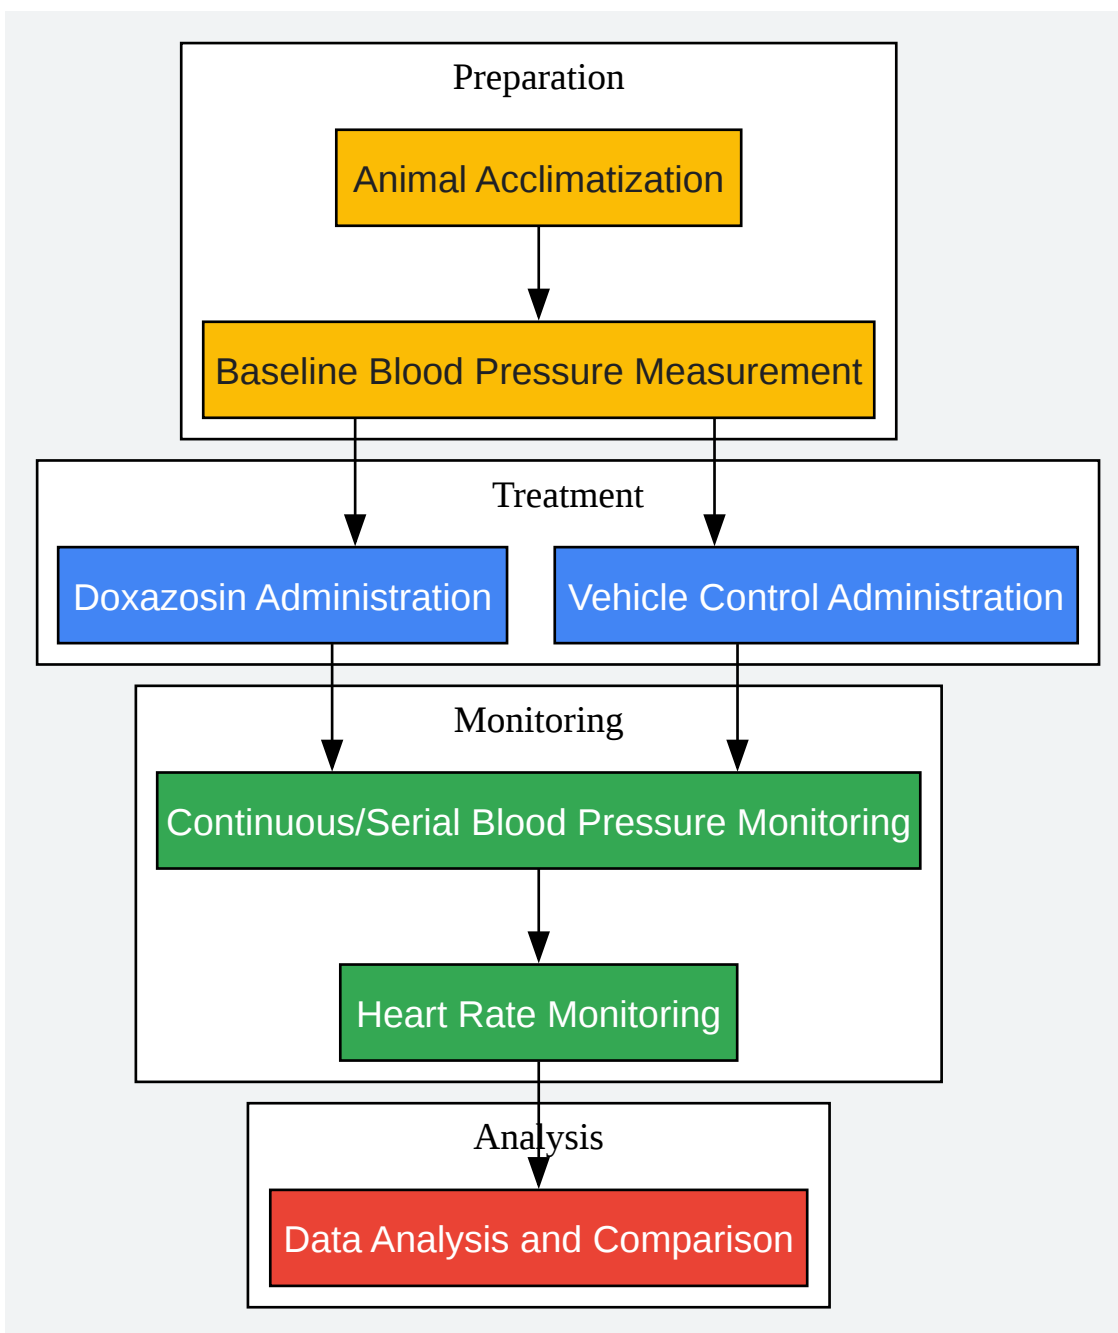 Preparation
Animal Acclimatization
Baseline Blood Pressure Measurement
Treatment
Doxazosin Administration
Vehicle Control Administration
Monitoring
Continuous/Serial Blood Pressure Monitoring
Heart Rate Monitoring
Analysis
Data Analysis and Comparison